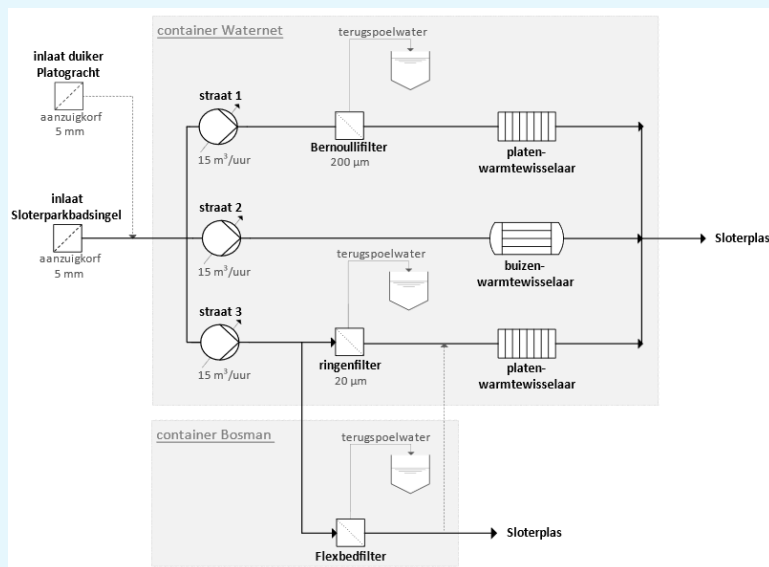 container Waternet
terugspoelwater
inlaat duiker
Platogracht
aanzuigkorf
5 mm
straat 1
15 m³/uur
Bernoullifilter
200 µm
platen-
warmtewisselaar
inlaat
Sloterparkbadsingel
aanzuigkorf
5 mm
straat 2
15 m³/uur
buizen-
warmtewisselaar
Sloterplas
terugspoelwater
straat 3
15 m³/uur
ringenfilter
20 µm
platen-
warmtewisselaar
container Bosman
terugspoelwater
Flexbedfilter
Sloterplas